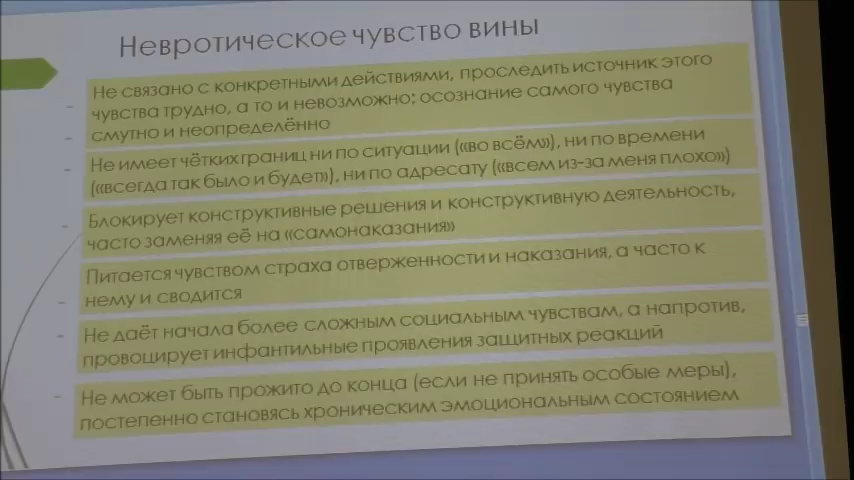 Невротическое чувство вины
- Не связано с конкретными действиями, проследить источник этого
чувства трудно, а то и невозможно; осознание самого чувства
- смутно и неопределённо
- Не имеет чётких границ ни по ситуации («во всём»), ни по времени
(«всегда так было и будет»), ни по адресату («всем из-за меня плохо»)
- Блокирует конструктивные решения и конструктивную деятельность,
часто заменяя её на «самонаказания»
- Питается чувством страха отверженности и наказания, а часто к
нему и сводится
- Не даёт начала более сложным социальным чувствам, а напротив,
провоцирует инфантильные проявления защитных реакций
- Не может быть прожито до конца (если не принять особые меры),
постепенно становясь хроническим эмоциональным состоянием